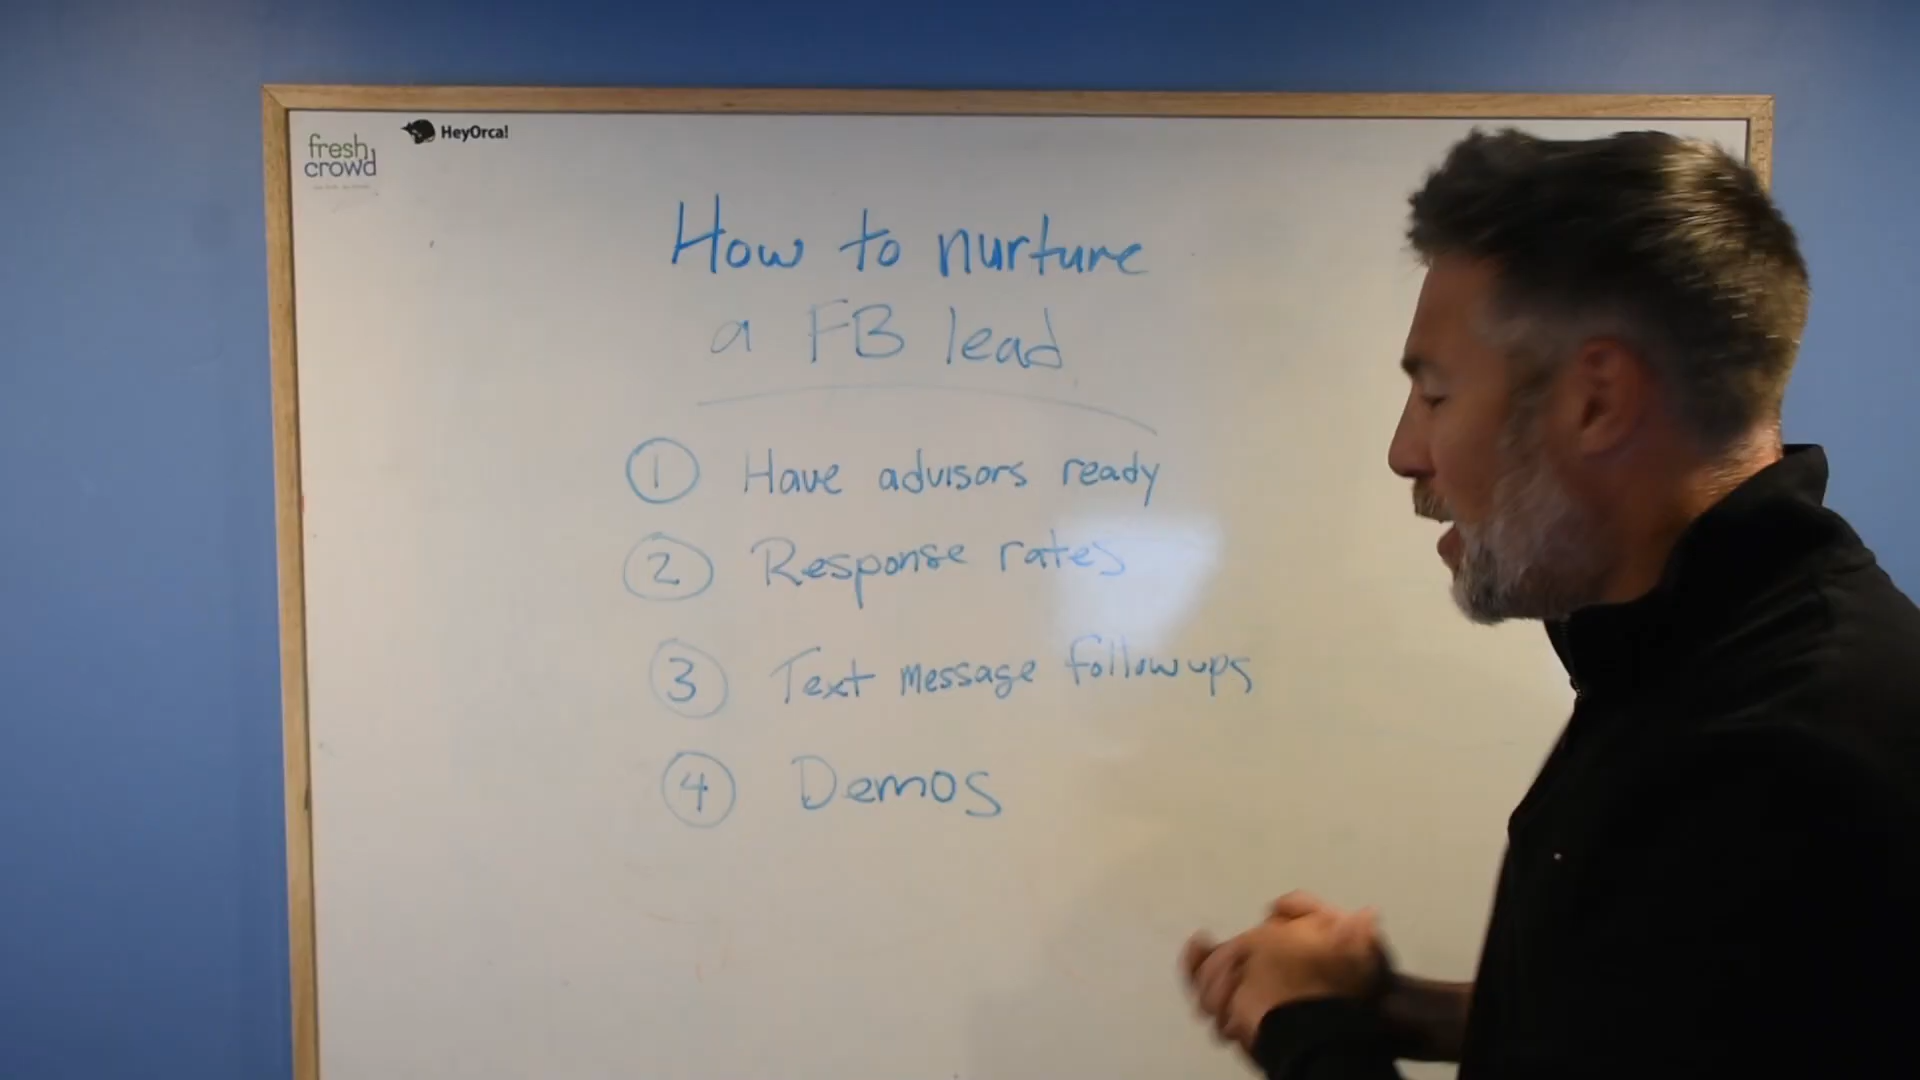 fresh
crowd
HeyOrca!
How to nurture
a FB lead
1 Have advisors ready
2 Response rates
3 Text message followups
4 Demos